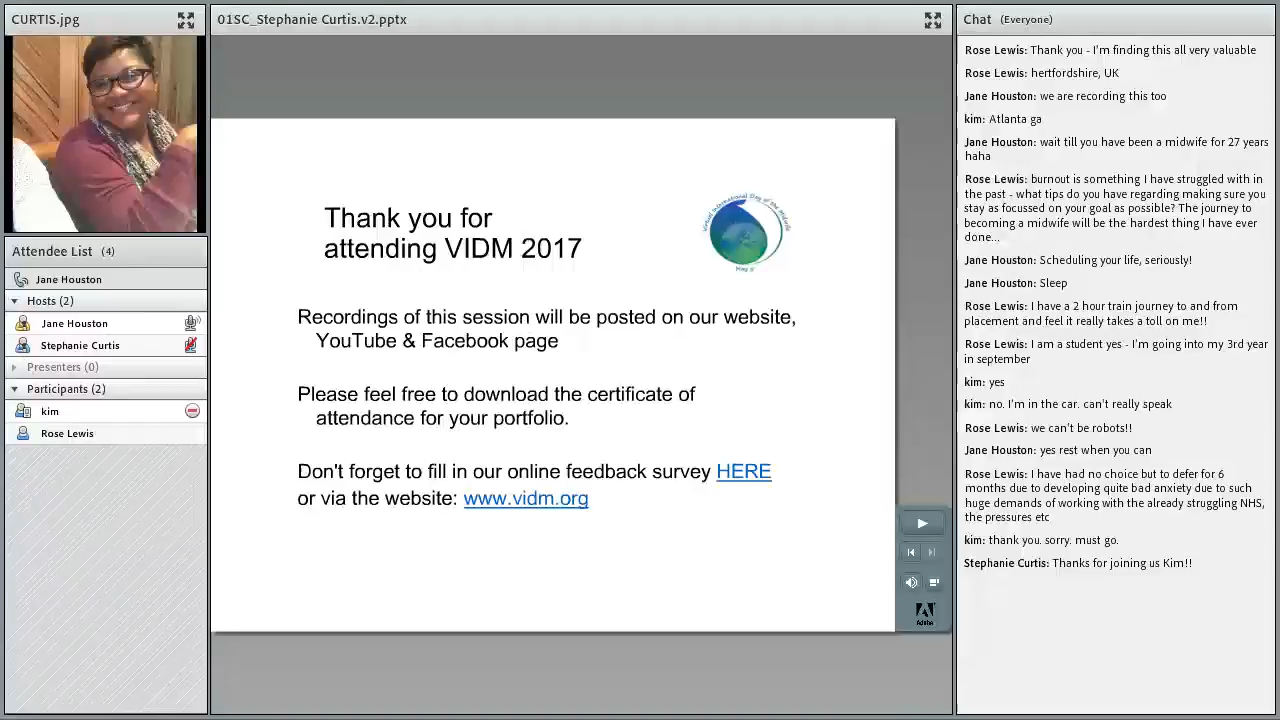 CURTIS.jpg
Attendee List (4)
Jane Houston
Hosts (2)
Jane Houston
Stephanie Curtis
Presenters (0)
Participants (2)
kim
Rose Lewis
01SC_Stephanie Curtis.v2.pptx
Thank you for
attending VIDM 2017
Virtual International Day of the Midwife
May 5
Recordings of this session will be posted on our website,
YouTube & Facebook page
Please feel free to download the certificate of
attendance for your portfolio.
Don't forget to fill in our online feedback survey HERE
or via the website: www.vidm.org
Adobe
Chat (Everyone)
Rose Lewis: Thank you - I'm finding this all very valuable
Rose Lewis: hertfordshire, UK
Jane Houston: we are recording this too
kim: Atlanta ga
Jane Houston: wait till you have been a midwife for 27 years
haha
Rose Lewis: burnout is something I have struggled with in
the past - what tips do you have regarding making sure you
stay as focussed on your goal as possible? The journey to
becoming a midwife will be the hardest thing I have ever
done...
Jane Houston: Scheduling your life, seriously!
Jane Houston: Sleep
Rose Lewis: I have a 2 hour train journey to and from
placement and feel it really takes a toll on me!!
Rose Lewis: I am a student yes - I'm going into my 3rd year
in september
kim: yes
kim: no. I'm in the car. can't really speak
Rose Lewis: we can't be robots!!
Jane Houston: yes rest when you can
Rose Lewis: I have had no choice but to defer for 6
months due to developing quite bad anxiety due to such
huge demands of working with the already struggling NHS,
the pressures etc
kim: thank you. sorry. must go.
Stephanie Curtis: Thanks for joining us Kim!!